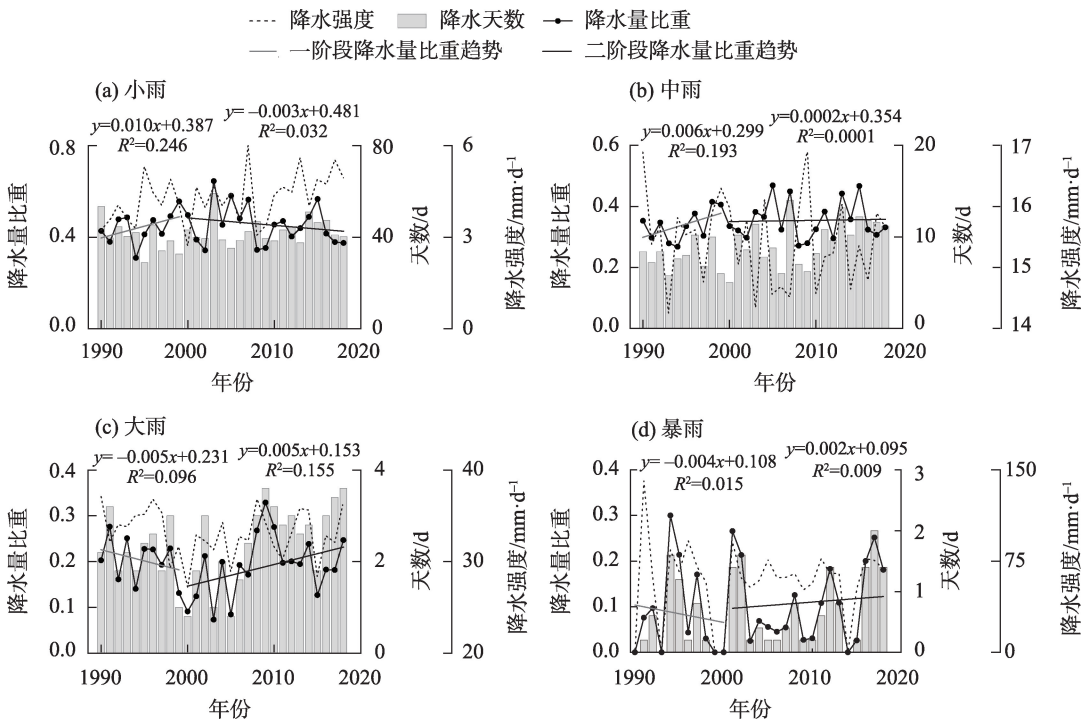 降水强度 降水天数 降水量比重
一阶段降水量比重趋势 二阶段降水量比重趋势
(a) 小雨
y=0.010x+0.387
R²=0.246
y= −0.003x+0.481
R²=0.032
0.8
0.4
0.0
降水量比重
80
40
0
天数/d
6
3
0
降水强度/mm·d⁻¹
1990 2000 2010 2020
年份
(b) 中雨
y=0.006x+0.299
R²=0.193
y=0.0002x+0.354
R²=0.0001
0.6
0.4
0.2
0.0
降水量比重
20
10
0
天数/d
17
16
15
14
降水强度/mm·d⁻¹
1990 2000 2010 2020
年份
(c) 大雨
y= −0.005x+0.231
R²=0.096
y=0.005x+0.153
R²=0.155
0.4
0.3
0.2
0.1
0.0
降水量比重
4
2
0
天数/d
40
30
20
降水强度/mm·d⁻¹
1990 2000 2010 2020
年份
(d) 暴雨
y= −0.004x+0.108
R²=0.015
y=0.002x+0.095
R²=0.009
0.4
0.3
0.2
0.1
0.0
降水量比重
3
2
1
0
天数/d
150
75
0
降水强度/mm·d⁻¹
1990 2000 2010 2020
年份